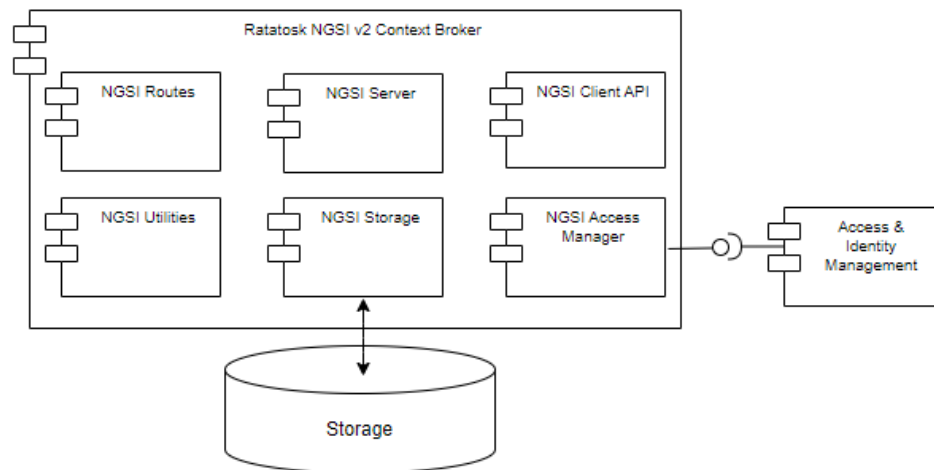 Ratatosk NGSI v2 Context Broker
NGSI Routes
NGSI Server
NGSI Client API
NGSI Utilities
NGSI Storage
NGSI Access
Manager
Access &
Identity
Management
Storage